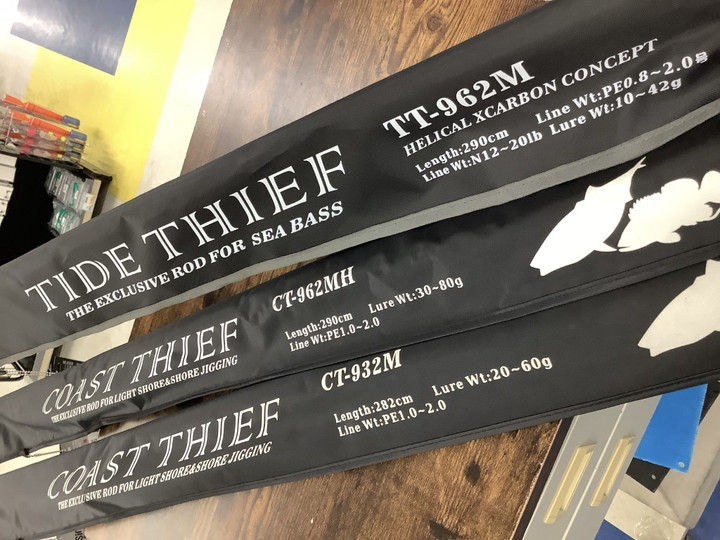 TIDE THIEF
THE EXCLUSIVE ROD FOR SEA BASS
TT-962M
HELICAL XCARBON CONCEPT
Length:290cm Line Wt:PE0.8~2.0号
Line Wt:N12~20lb Lure Wt:10~42g
COAST THIEF
THE EXCLUSIVE ROD FOR LIGHT SHORE&SHORE JIGGING
CT-962MH
Length:290cm Lure Wt:30~80g
Line Wt:PE1.0~2.0
COAST THIEF
THE EXCLUSIVE ROD FOR LIGHT SHORE&SHORE JIGGING
CT-932M
Length:282cm Lure Wt:20~60g
Line Wt:PE1.0~2.0